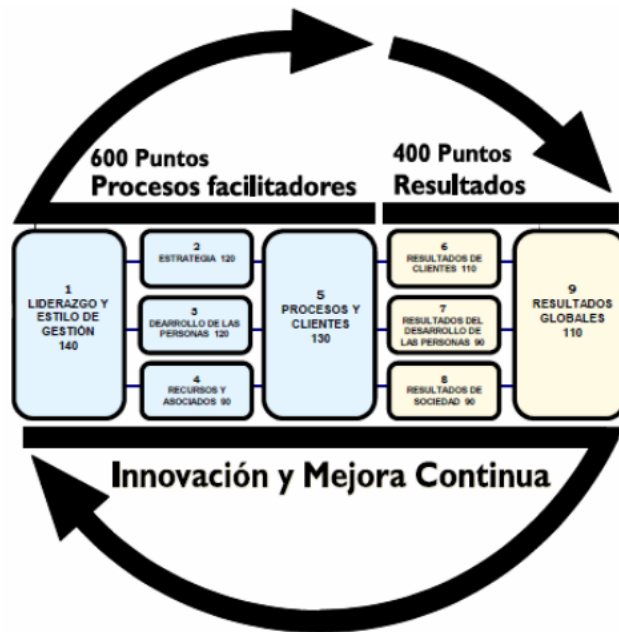 600 Puntos
Procesos facilitadores
400 Puntos
Resultados
1
LIDERAZGO Y
ESTILO DE
GESTIÓN
140
2
ESTRATEGIA 120
3
DEARROLLO DE LAS
PERSONAS 120
4
RECURSOS Y
ASOCIADOS 90
5
PROCESOS Y
CLIENTES
130
6
RESULTADOS DE
CLIENTES 110
7
RESULTADOS DEL
DESARROLLO DE
LAS PERSONAS 90
8
RESULTADOS DE
SOCIEDAD 90
9
RESULTADOS
GLOBALES
110
Innovación y Mejora Continua